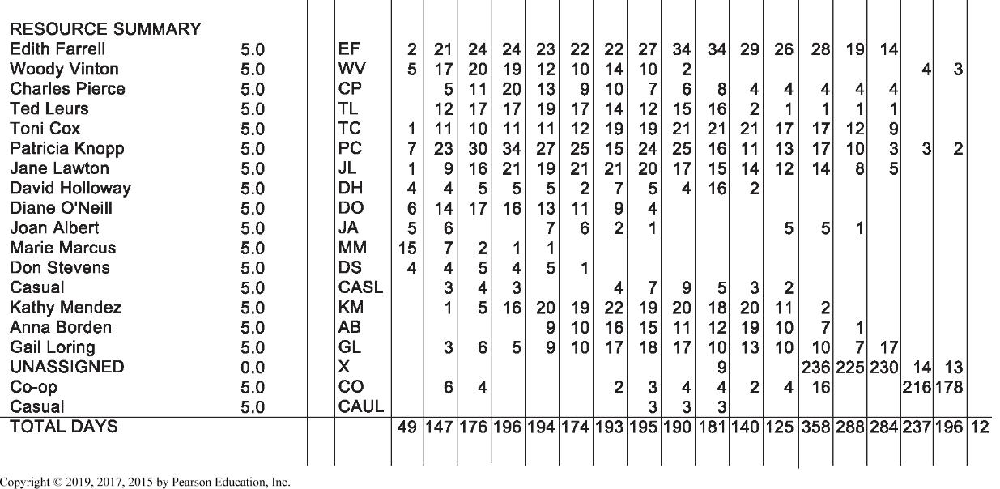 RESOURCE SUMMARY
Edith Farrell 5.0 EF 2 21 24 24 23 22 22 27 34 34 29 26 28 19 14
Woody Vinton 5.0 WV 5 17 20 19 12 10 14 10 2 4 3
Charles Pierce 5.0 CP 5 11 20 13 9 10 7 6 8 4 4 4 4 4
Ted Leurs 5.0 TL 12 17 17 19 17 14 12 15 16 2 1 1 1 1
Toni Cox 5.0 TC 1 11 10 11 11 12 19 19 21 21 21 17 17 12 9
Patricia Knopp 5.0 PC 7 23 30 34 27 25 15 24 25 16 11 13 17 10 3 3 2
Jane Lawton 5.0 JL 1 9 16 21 19 21 21 20 17 15 14 12 14 8 5
David Holloway 5.0 DH 4 4 5 5 5 2 7 5 4 16 2
Diane O'Neill 5.0 DO 6 14 17 16 13 11 9 4
Joan Albert 5.0 JA 5 6 7 6 2 1 5 5 1
Marie Marcus 5.0 MM 15 7 2 1 1
Don Stevens 5.0 DS 4 4 5 4 5 1
Casual 5.0 CASL 3 4 3 4 7 9 5 3 2
Kathy Mendez 5.0 KM 1 5 16 20 19 22 19 20 18 20 11 2
Anna Borden 5.0 AB 9 10 16 15 11 12 19 10 7 1
Gail Loring 5.0 GL 3 6 5 9 10 17 18 17 10 13 10 10 7 17
UNASSIGNED 0.0 X 9 236 225 230 14 13
Co-op 5.0 CO 6 4 2 3 4 4 2 4 16 216 178
Casual 5.0 CAUL 3 3 3
TOTAL DAYS 49 147 176 196 194 174 193 195 190 181 140 125 358 288 284 237 196 12
Copyright © 2019, 2017, 2015 by Pearson Education, Inc.